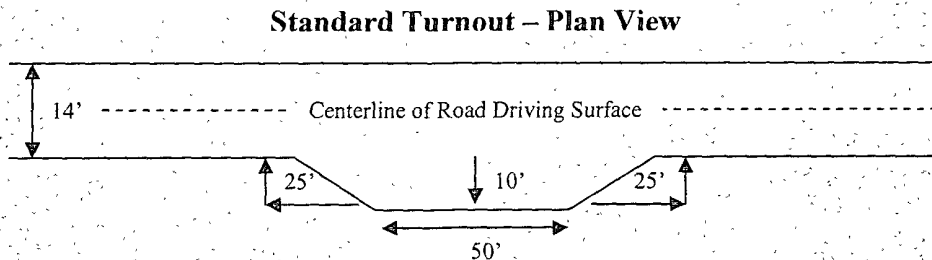 Standard Turnout – Plan View
14'
Centerline of Road Driving Surface
25'
10'
25'
50'